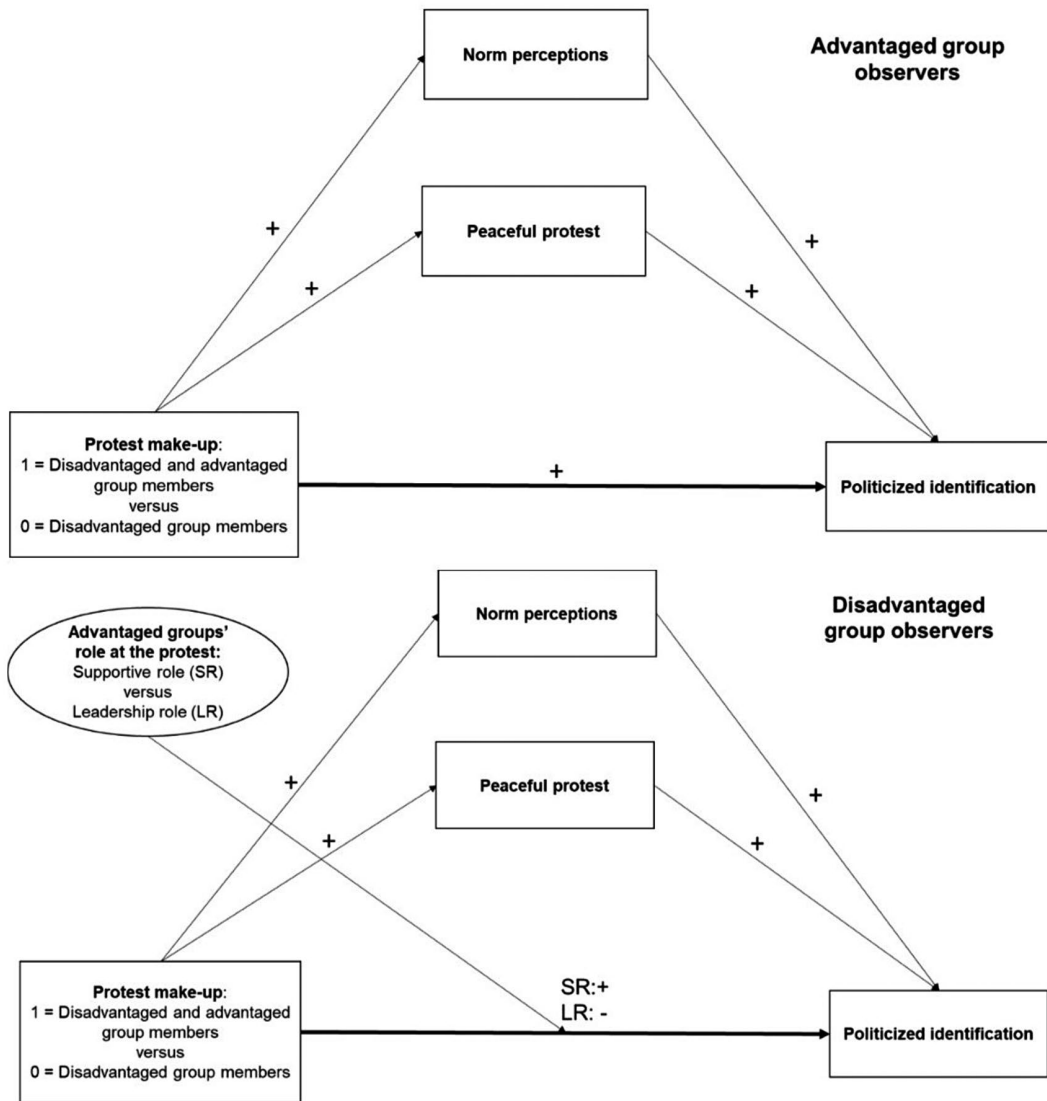 Norm perceptions
Advantaged group
observers
+
+
Peaceful protest
+
+
Protest make-up:
1 = Disadvantaged and advantaged
group members
versus
0 = Disadvantaged group members
+
Politicized identification
Norm perceptions
Disadvantaged
group observers
Advantaged groups'
role at the protest:
Supportive role (SR)
versus
Leadership role (LR)
+
+
Peaceful protest
+
+
Protest make-up:
1 = Disadvantaged and advantaged
group members
versus
0 = Disadvantaged group members
SR:+
LR: -
Politicized identification